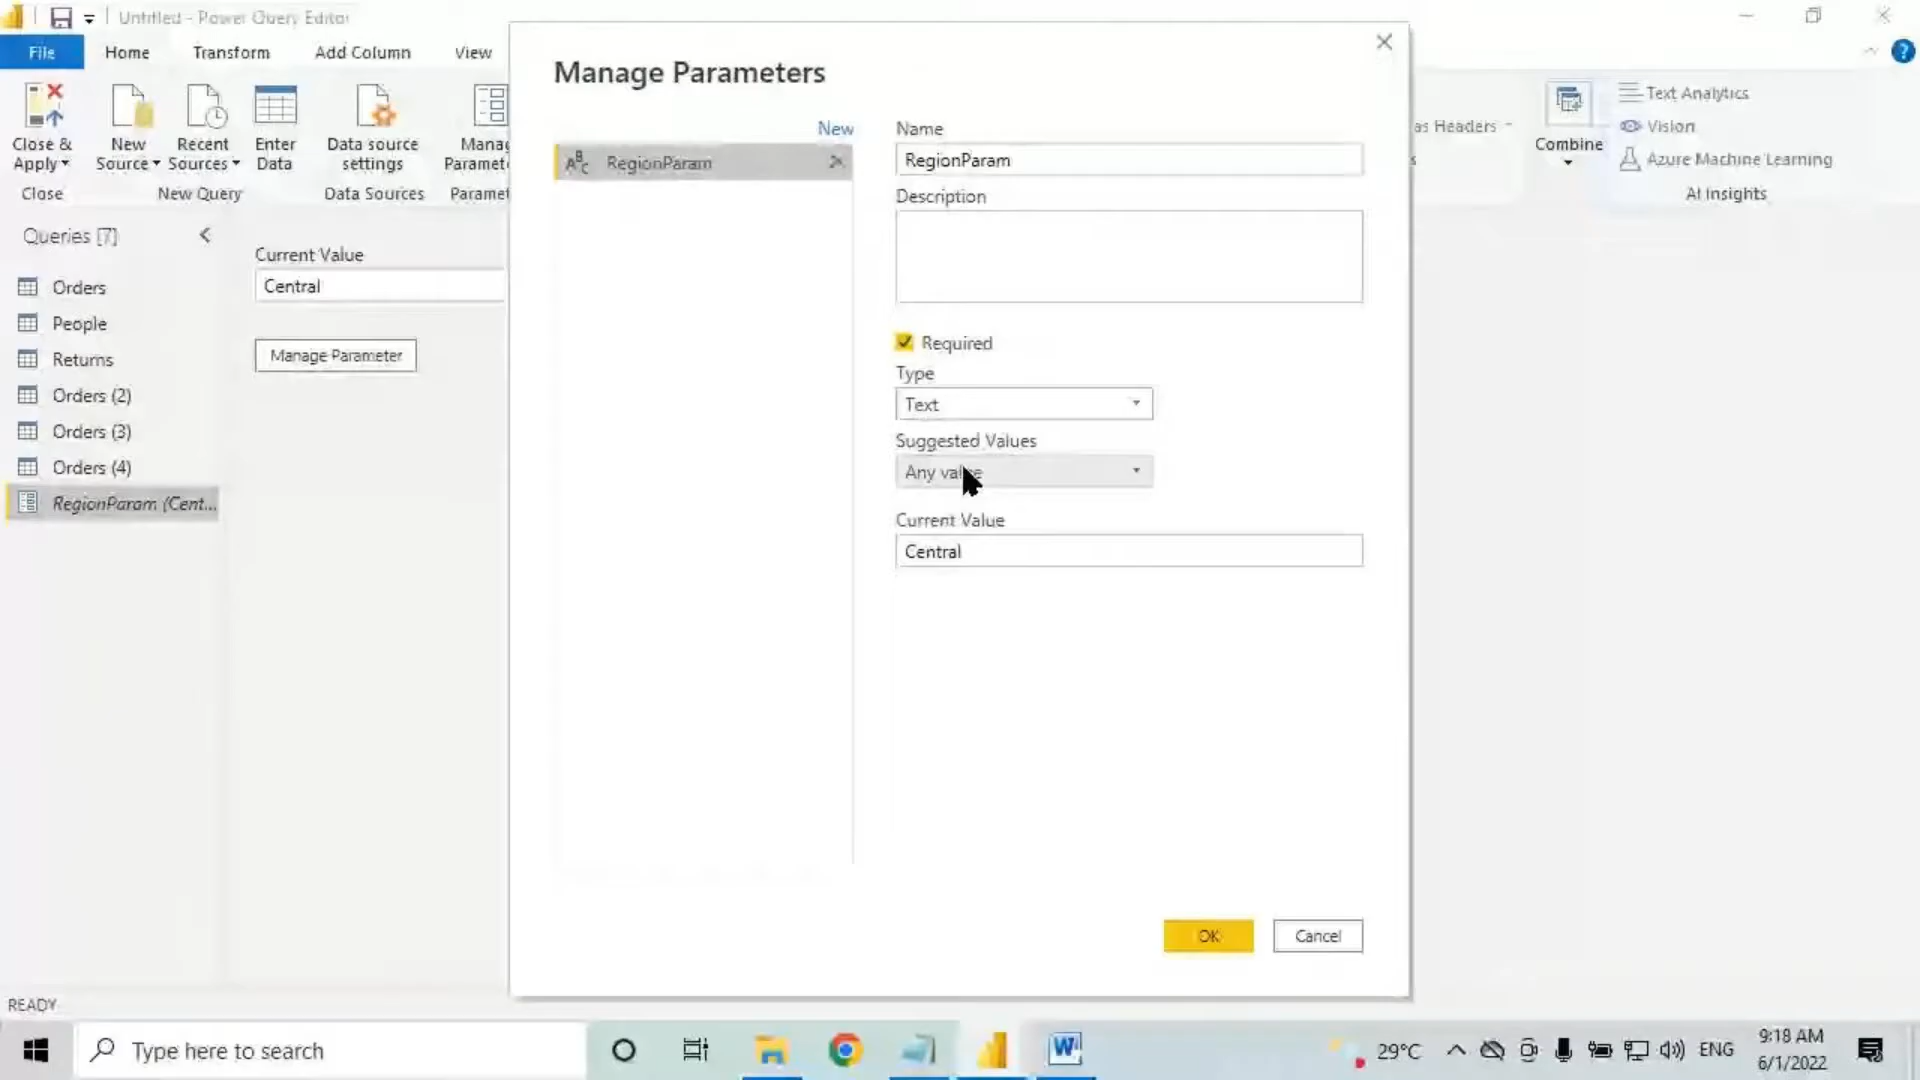 Untitled - Power Query Editor
File Home Transform Add Column View
Close & Apply
New Source
Recent Sources
Enter Data
Data source settings
Close
New Query
Data Sources
Queries [7]
Orders
People
Returns
Orders (2)
Orders (3)
Orders (4)
RegionParam (Cent...
Current Value
Central
Manage Parameter
Manage Parameters
New
RegionParam
Name
RegionParam
Description
Required
Type
Text
Suggested Values
Any value
Current Value
Central
OK Cancel
as Headers
Combine
Text Analytics
Vision
Azure Machine Learning
AI Insights
READY
Type here to search
29°C
ENG
9:18 AM
6/1/2022